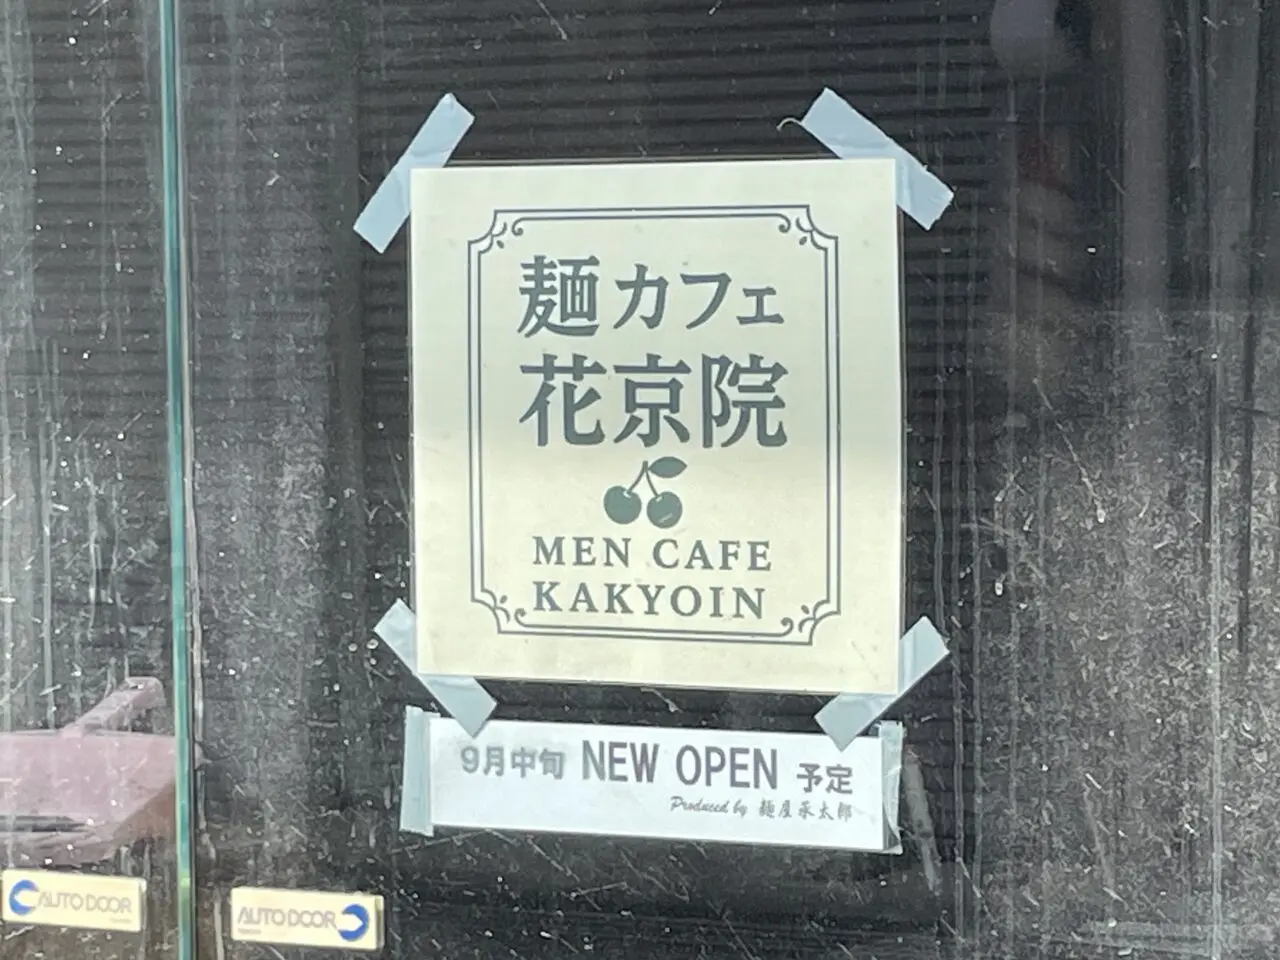 麺カフェ
花京院
MEN CAFE
KAKYOIN
9月中旬 NEW OPEN 予定
Produced by 麺屋承太郎
AUTO DOOR
AUTO DOOR